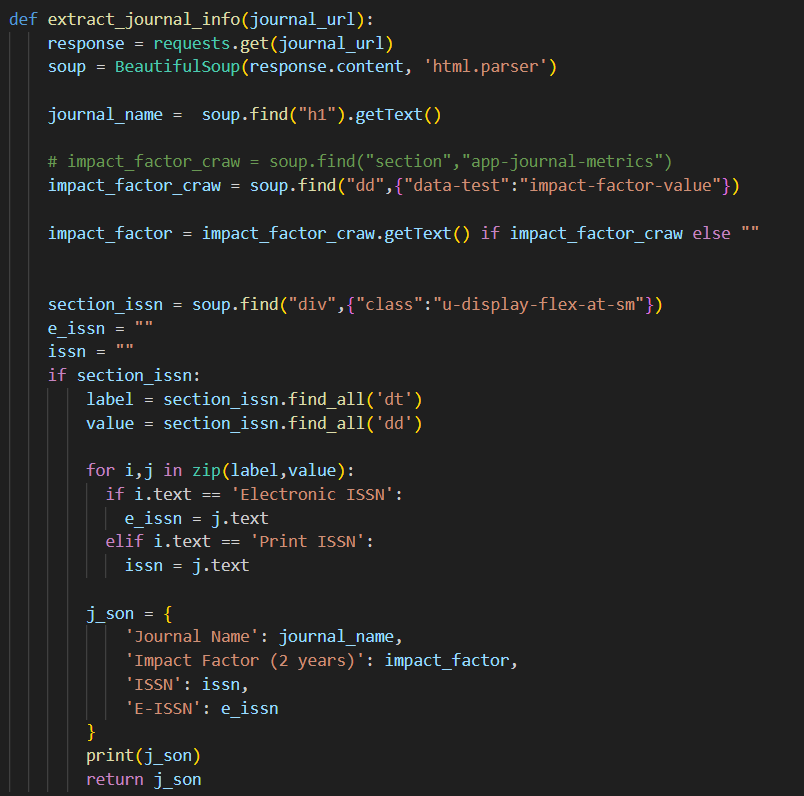 def extract_journal_info(journal_url):
    response = requests.get(journal_url)
    soup = BeautifulSoup(response.content, 'html.parser')

    journal_name =  soup.find("h1").getText()

    # impact_factor_craw = soup.find("section","app-journal-metrics")
    impact_factor_craw = soup.find("dd",{"data-test":"impact-factor-value"})

    impact_factor = impact_factor_craw.getText() if impact_factor_craw else ""


    section_issn = soup.find("div",{"class":"u-display-flex-at-sm"})
    e_issn = ""
    issn = ""
    if section_issn:
        label = section_issn.find_all('dt')
        value = section_issn.find_all('dd')

        for i,j in zip(label,value):
          if i.text == 'Electronic ISSN':
            e_issn = j.text
          elif i.text == 'Print ISSN':
            issn = j.text

        j_son = {
            'Journal Name': journal_name,
            'Impact Factor (2 years)': impact_factor,
            'ISSN': issn,
            'E-ISSN': e_issn
        }
        print(j_son)
        return j_son